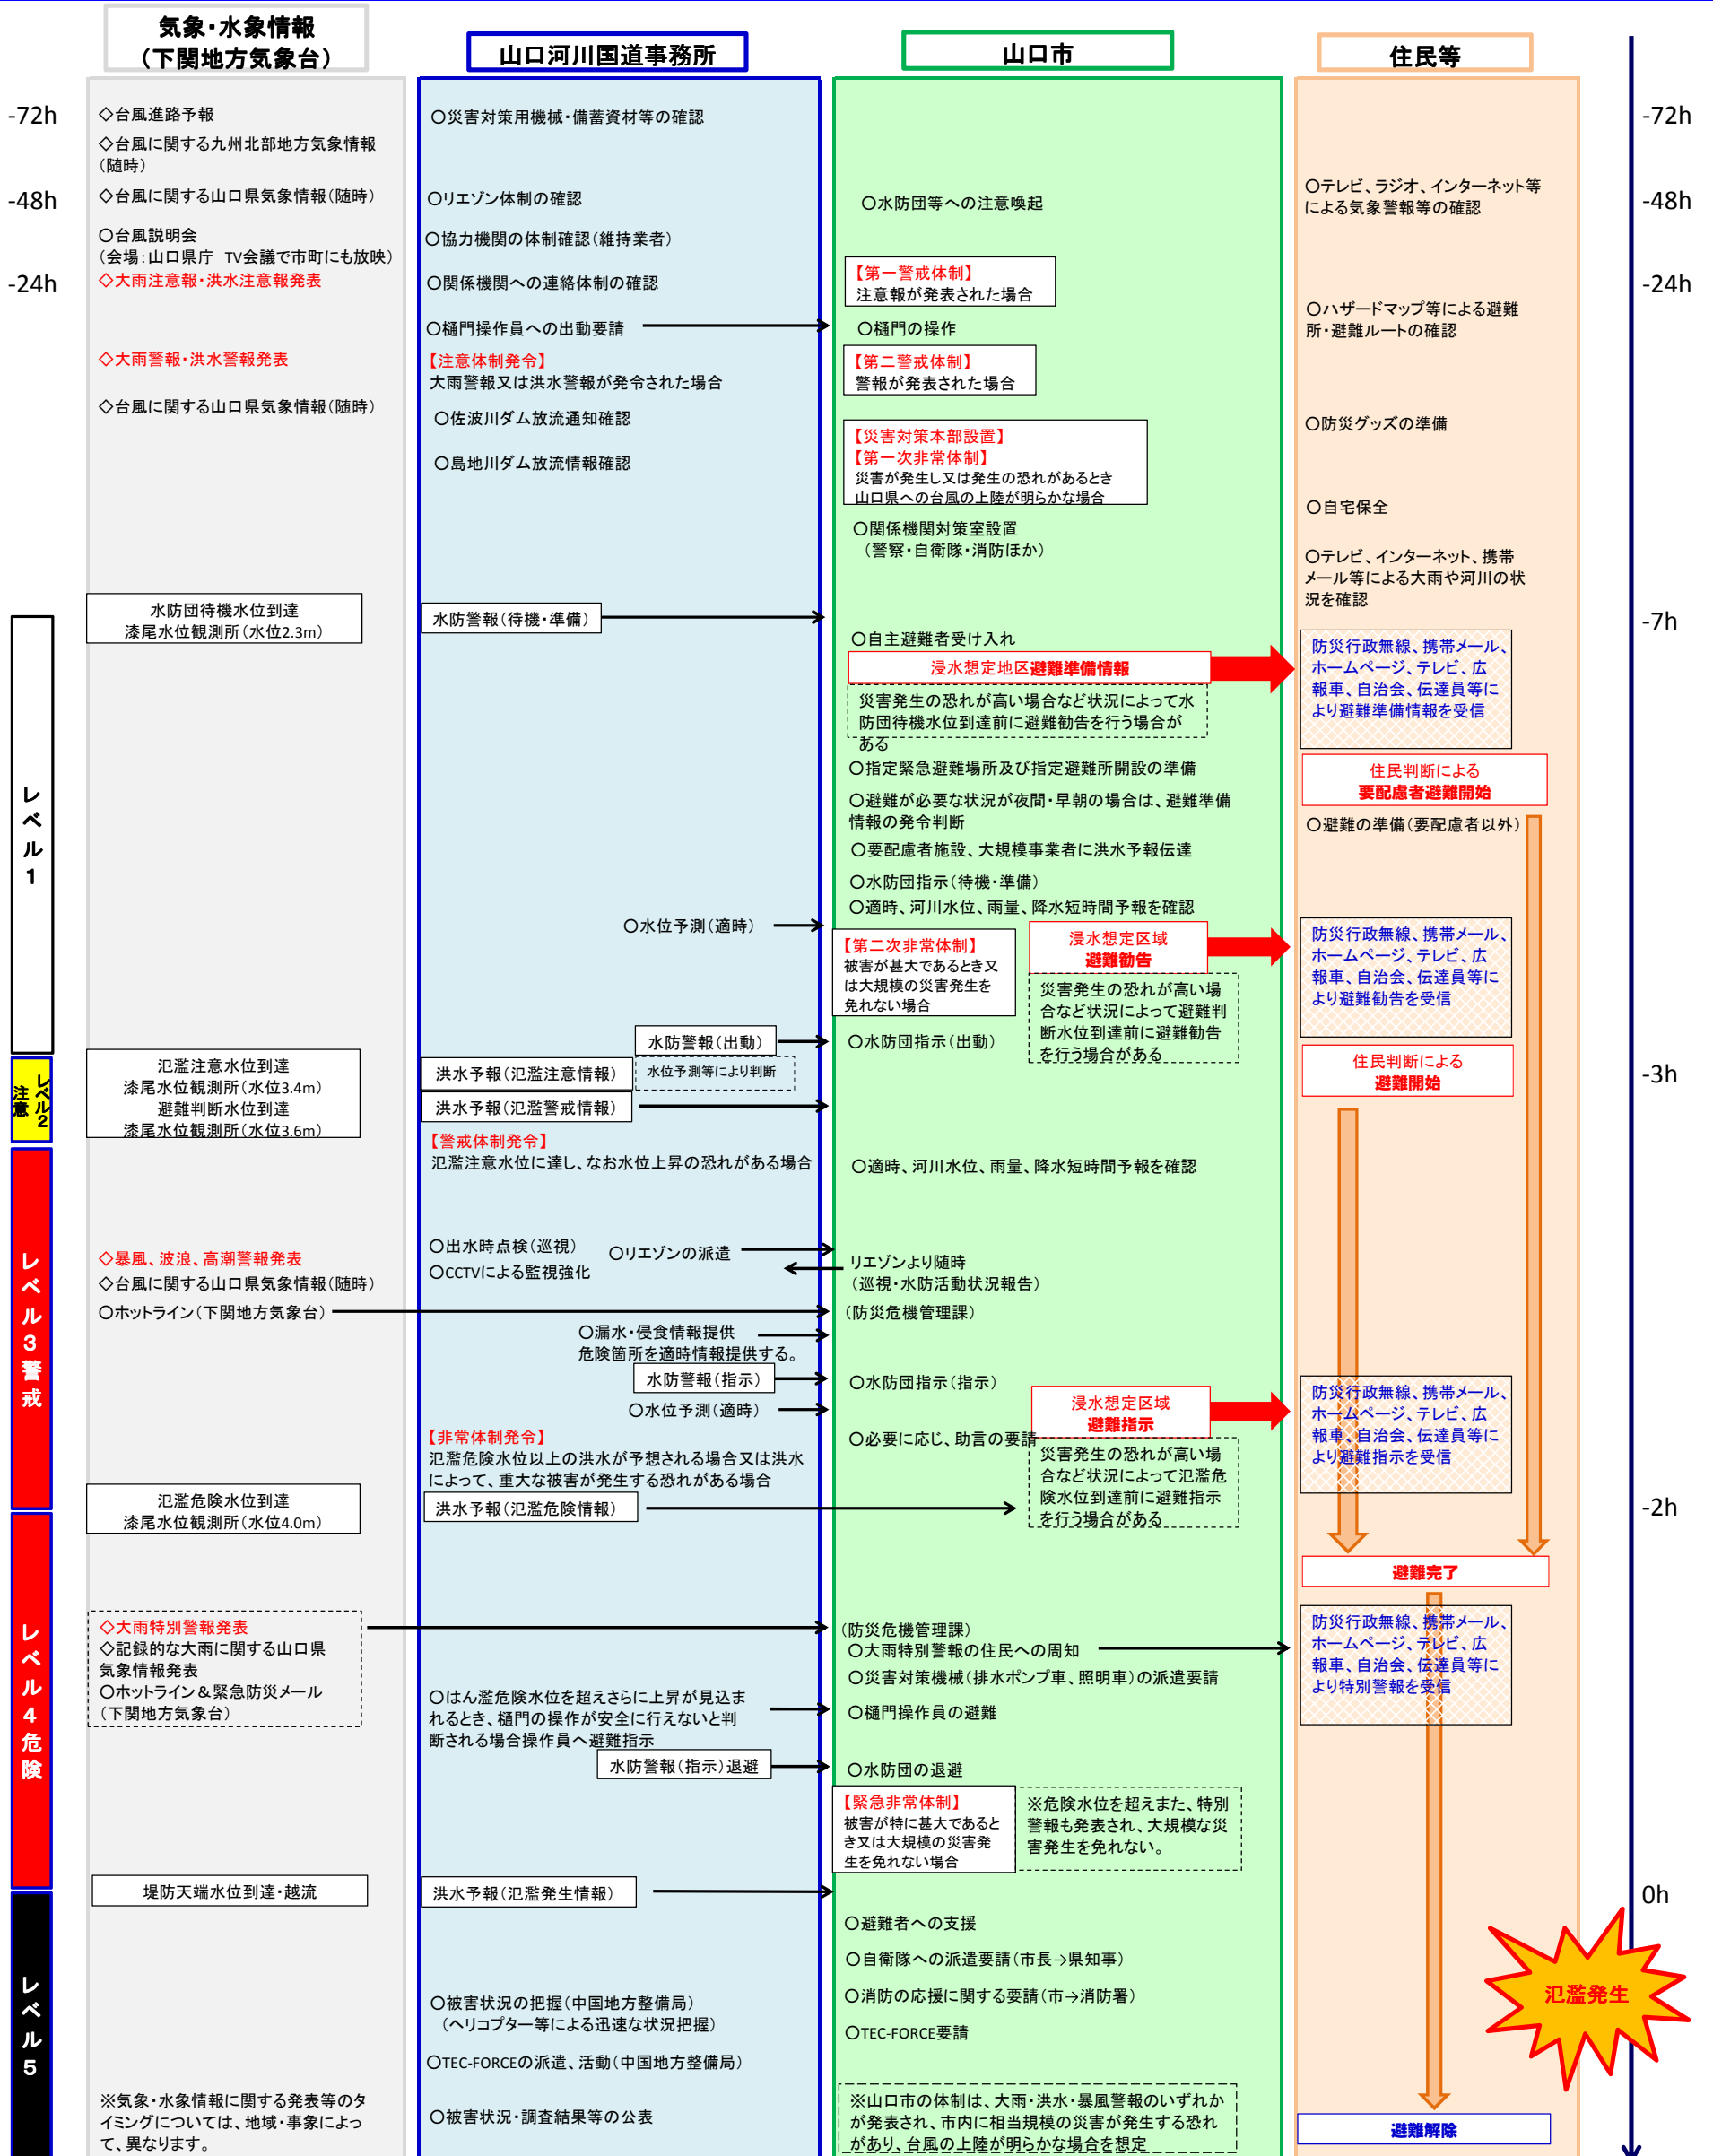 気象・水象情報
(下関地方気象台)
山口河川国道事務所
山口市
住民等
-72h
-48h
-24h
◇台風進路予報
◇台風に関する九州北部地方気象情報
(随時)
◇台風に関する山口県気象情報(随時)
○台風説明会
(会場:山口県庁 TV会議で市町にも放映)
◇大雨注意報・洪水注意報発表
◇大雨警報・洪水警報発表
◇台風に関する山口県気象情報(随時)
水防団待機水位到達
漆尾水位観測所(水位2.3m)
氾濫注意水位到達
漆尾水位観測所(水位3.4m)
避難判断水位到達
漆尾水位観測所(水位3.6m)
◇暴風、波浪、高潮警報発表
◇台風に関する山口県気象情報(随時)
○ホットライン(下関地方気象台)
氾濫危険水位到達
漆尾水位観測所(水位4.0m)
◇大雨特別警報発表
◇記録的な大雨に関する山口県
気象情報発表
○ホットライン&緊急防災メール
(下関地方気象台)
堤防天端水位到達・越流
※気象・水象情報に関する発表等のタ
イミングについては、地域・事象によっ
て、異なります。
レベル1
レベル2
注意
レベル3警戒
レベル4危険
レベル5
○災害対策用機械・備蓄資材等の確認
○リエゾン体制の確認
○協力機関の体制確認(維持業者)
○関係機関への連絡体制の確認
○樋門操作員への出動要請
【注意体制発令】
大雨警報又は洪水警報が発令された場合
○佐波川ダム放流通知確認
○島地川ダム放流情報確認
水防警報(待機・準備)
○水位予測(適時)
水防警報(出動)
洪水予報(氾濫注意情報)
水位予測等により判断
洪水予報(氾濫警戒情報)
【警戒体制発令】
氾濫注意水位に達し、なお水位上昇の恐れがある場合
○出水時点検(巡視)
○リエゾンの派遣
○CCTVによる監視強化
○漏水・侵食情報提供
危険箇所を適時情報提供する。
水防警報(指示)
○水位予測(適時)
【非常体制発令】
氾濫危険水位以上の洪水が予想される場合又は洪水
によって、重大な被害が発生する恐れがある場合
洪水予報(氾濫危険情報)
○はん濫危険水位を超えさらに上昇が見込ま
れるとき、樋門の操作が安全に行えないと判
断される場合操作員へ避難指示
水防警報(指示)退避
洪水予報(氾濫発生情報)
○被害状況の把握(中国地方整備局)
(ヘリコプター等による迅速な状況把握)
○TEC-FORCEの派遣、活動(中国地方整備局)
○被害状況・調査結果等の公表
○水防団等への注意喚起
【第一警戒体制】
注意報が発表された場合
○樋門の操作
【第二警戒体制】
警報が発表された場合
【災害対策本部設置】
【第一次非常体制】
災害が発生し又は発生の恐れがあるとき
山口県への台風の上陸が明らかな場合
○関係機関対策室設置
(警察・自衛隊・消防ほか)
○自主避難者受け入れ
浸水想定地区避難準備情報
災害発生の恐れが高い場合など状況によって水
防団待機水位到達前に避難勧告を行う場合が
ある
○指定緊急避難場所及び指定避難所開設の準備
○避難が必要な状況が夜間・早朝の場合は、避難準備
情報の発令判断
○要配慮者施設、大規模事業者に洪水予報伝達
○水防団指示(待機・準備)
○適時、河川水位、雨量、降水短時間予報を確認
【第二次非常体制】
被害が甚大であるとき又
は大規模の災害発生を
免れない場合
浸水想定区域
避難勧告
災害発生の恐れが高い場
合など状況によって避難判
断水位到達前に避難勧告
を行う場合がある
○水防団指示(出動)
○適時、河川水位、雨量、降水短時間予報を確認
リエゾンより随時
(巡視・水防活動状況報告)
(防災危機管理課)
○水防団指示(指示)
浸水想定区域
避難指示
○必要に応じ、助言の要請
災害発生の恐れが高い場
合など状況によって氾濫危
険水位到達前に避難指示
を行う場合がある
(防災危機管理課)
○大雨特別警報の住民への周知
○災害対策機械(排水ポンプ車、照明車)の派遣要請
○樋門操作員の避難
○水防団の退避
【緊急非常体制】
被害が特に甚大であると
き又は大規模の災害発
生を免れない場合
※危険水位を超えまた、特別
警報も発表され、大規模な災
害発生を免れない。
○避難者への支援
○自衛隊への派遣要請(市長→県知事)
○消防の応援に関する要請(市→消防署)
○TEC-FORCE要請
※山口市の体制は、大雨・洪水・暴風警報のいずれか
が発表され、市内に相当規模の災害が発生する恐れ
があり、台風の上陸が明らかな場合を想定
○テレビ、ラジオ、インターネット等
による気象警報等の確認
○ハザードマップ等による避難
所・避難ルートの確認
○防災グッズの準備
○自宅保全
○テレビ、インターネット、携帯
メール等による大雨や河川の状
況を確認
防災行政無線、携帯メール、
ホームページ、テレビ、広
報車、自治会、伝達員等に
より避難準備情報を受信
住民判断による
要配慮者避難開始
○避難の準備(要配慮者以外)
防災行政無線、携帯メール、
ホームページ、テレビ、広
報車、自治会、伝達員等に
より避難勧告を受信
住民判断による
避難開始
防災行政無線、携帯メール、
ホームページ、テレビ、広
報車、自治会、伝達員等に
より避難指示を受信
避難完了
防災行政無線、携帯メール、
ホームページ、テレビ、広
報車、自治会、伝達員等に
より特別警報を受信
避難解除
-72h
-48h
-24h
-7h
-3h
-2h
0h
氾濫発生